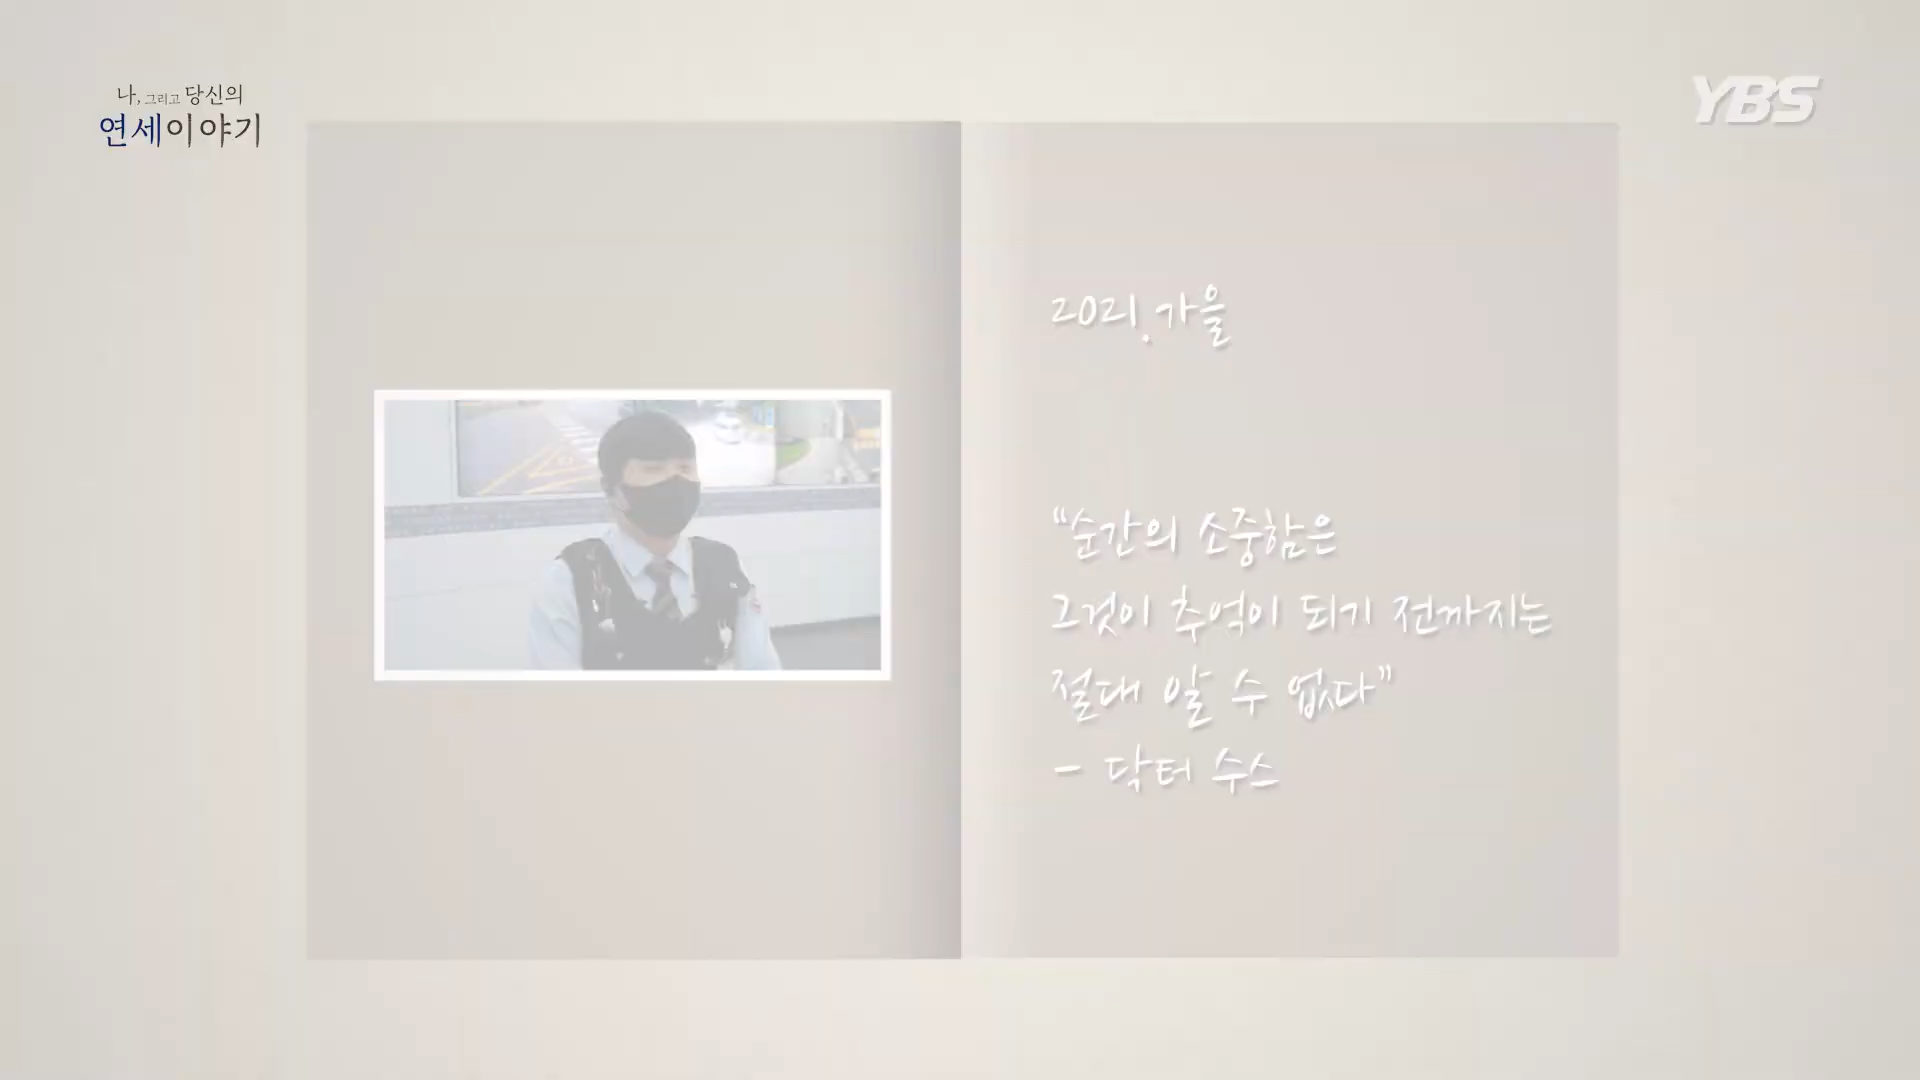 나, 그리고 당신의
연세이야기
YBS
2021. 가을
“순간의 소중함은
그것이 추억이 되기 전까지는
절대 알 수 없다”
- 닥터 수스